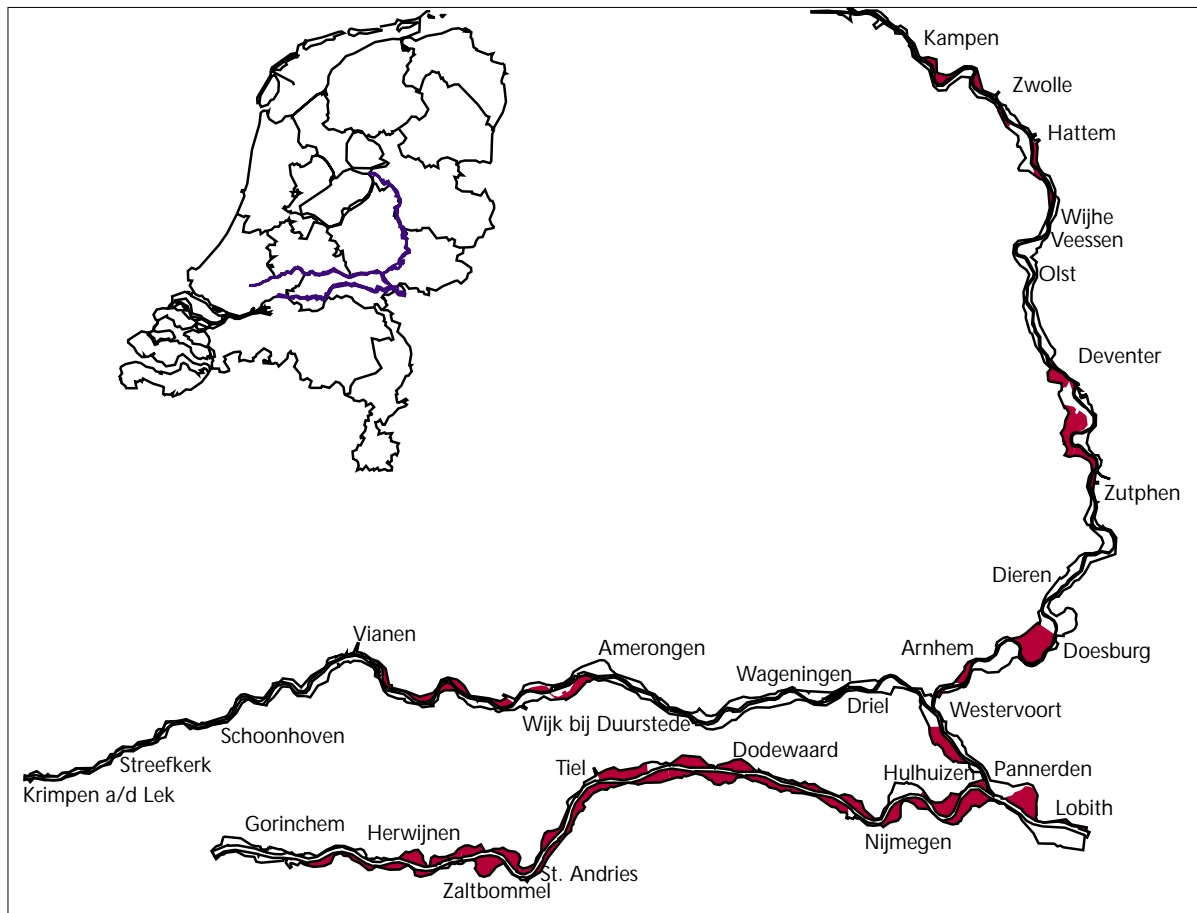 Kampen
Zwolle
Hattem
Wijhe
Veessen
Olst
Deventer
Zutphen
Dieren
Doesburg
Arnhem
Westervoort
Vianen
Amerongen
Wageningen
Driel
Wijk bij Duurstede
Schoonhoven
Streefkerk
Krimpen a/d Lek
Dodewaard
Tiel
Hulhuizen
Pannerden
Lobith
Nijmegen
Gorinchem
Herwijnen
St. Andries
Zaltbommel